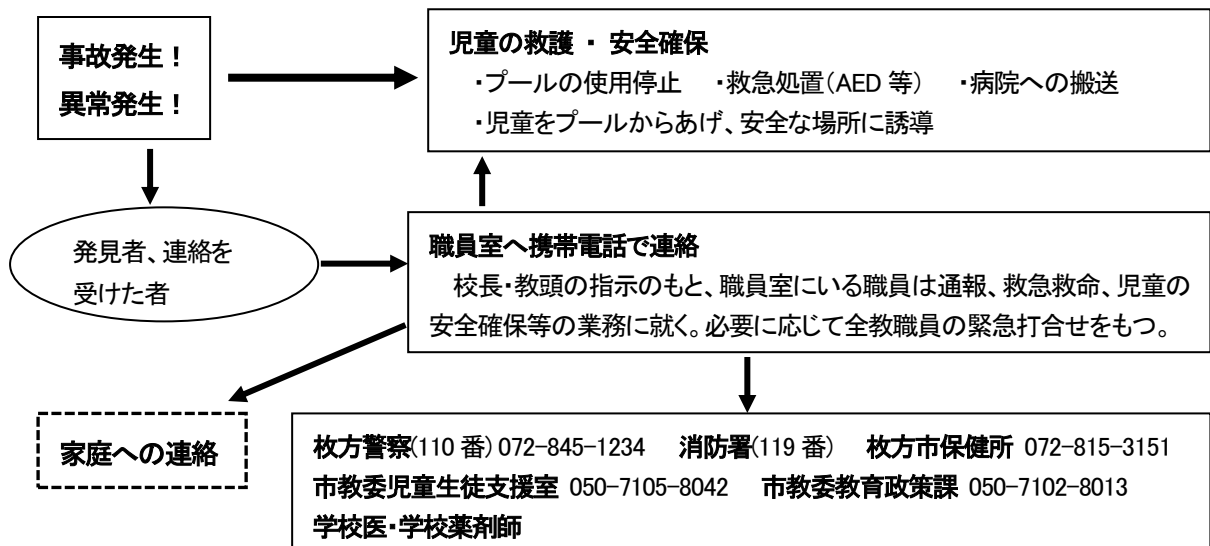 事故発生！
異常発生！
児童の救護 ・ 安全確保
・プールの使用停止　・救急処置（AED 等）　・病院への搬送
・児童をプールからあげ、安全な場所に誘導
発見者、連絡を
受けた者
職員室へ携帯電話で連絡
校長・教頭の指示のもと、職員室にいる職員は通報、救急救命、児童の
安全確保等の業務に就く。必要に応じて全教職員の緊急打合せをもつ。
家庭への連絡
枚方警察(110 番) 072-845-1234　消防署(119 番)　枚方市保健所 072-815-3151
市教委児童生徒支援室 050-7105-8042　市教委教育政策課 050-7102-8013
学校医・学校薬剤師